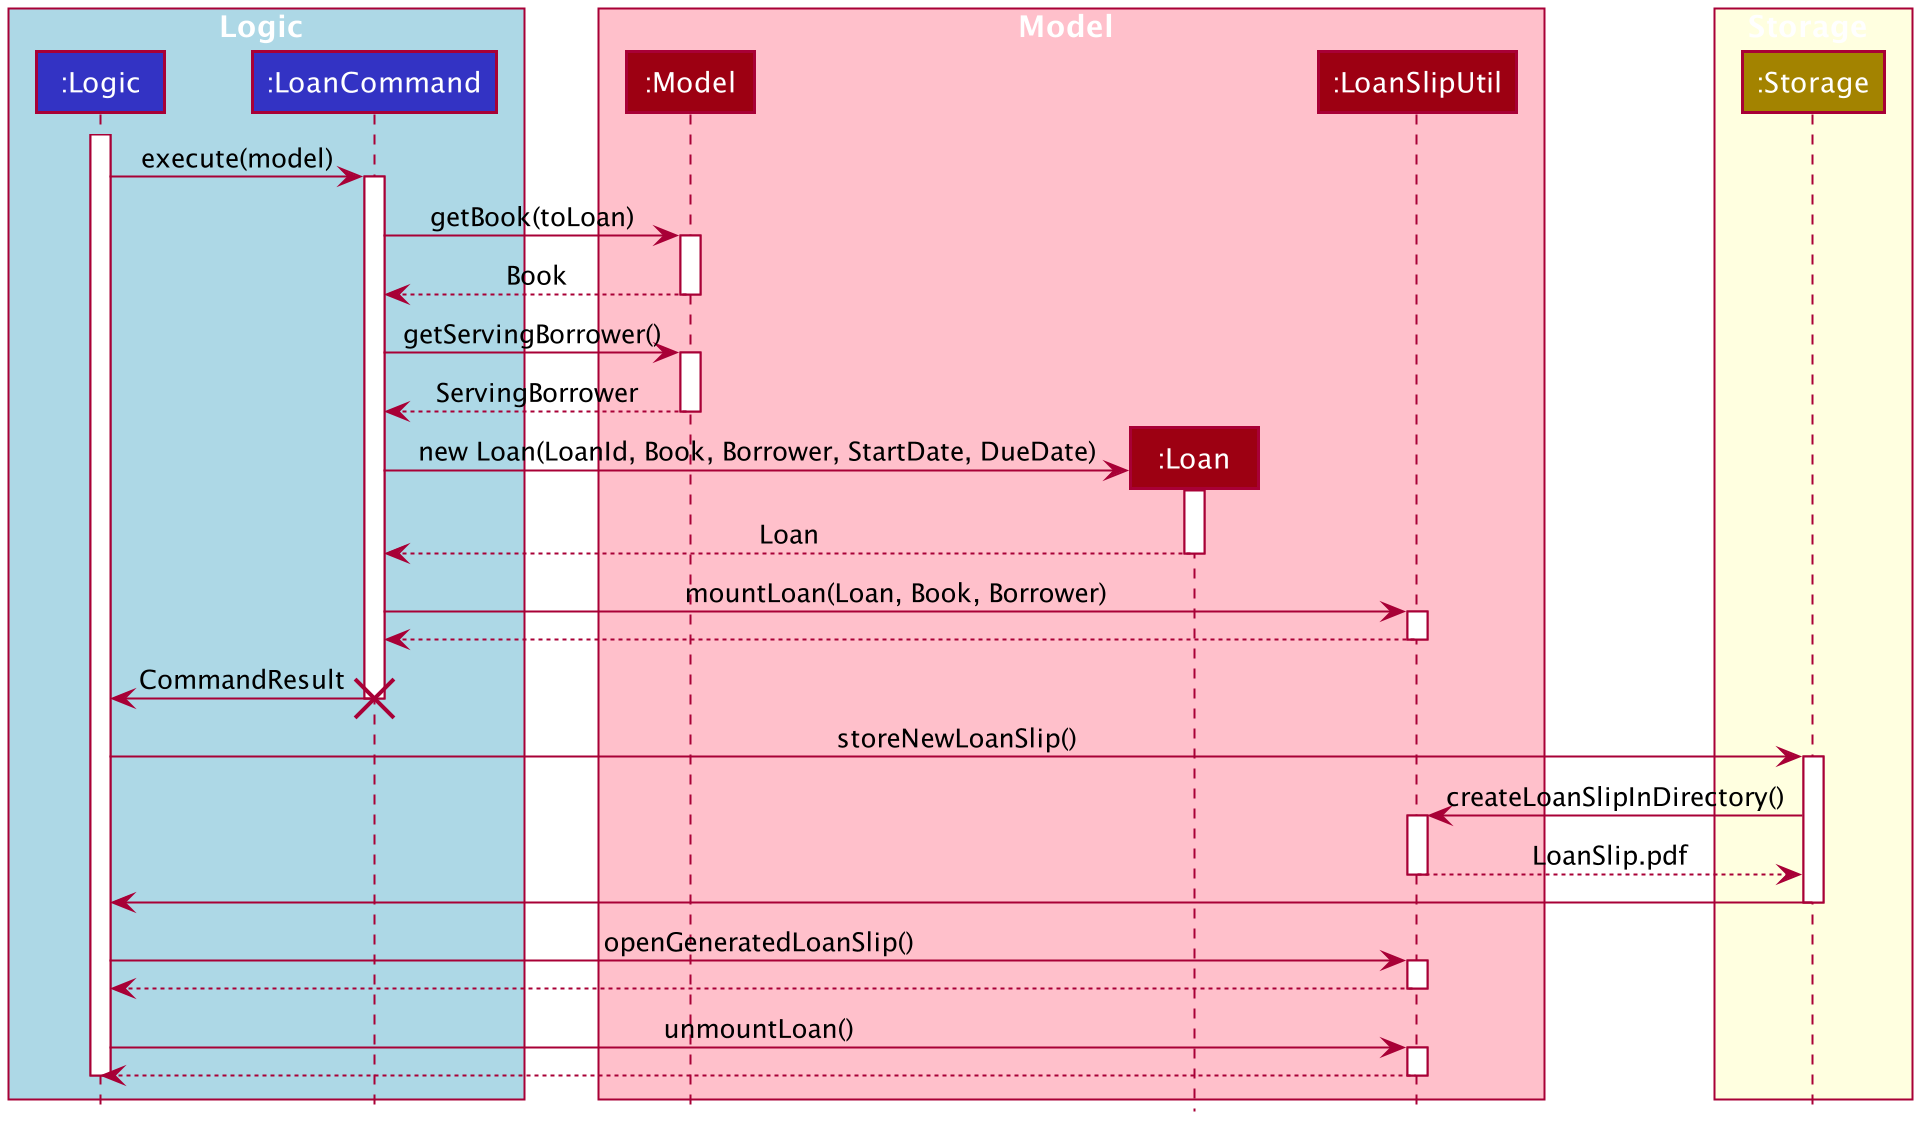 Logic
Model
Storage
:Logic
:LoanCommand
:Model
:LoanSlipUtil
:Storage
execute(model)
getBook(toLoan)
Book
getServingBorrower()
ServingBorrower
new Loan(LoanId, Book, Borrower, StartDate, DueDate)
:Loan
Loan
mountLoan(Loan, Book, Borrower)
CommandResult
storeNewLoanSlip()
createLoanSlipInDirectory()
LoanSlip.pdf
openGeneratedLoanSlip()
unmountLoan()